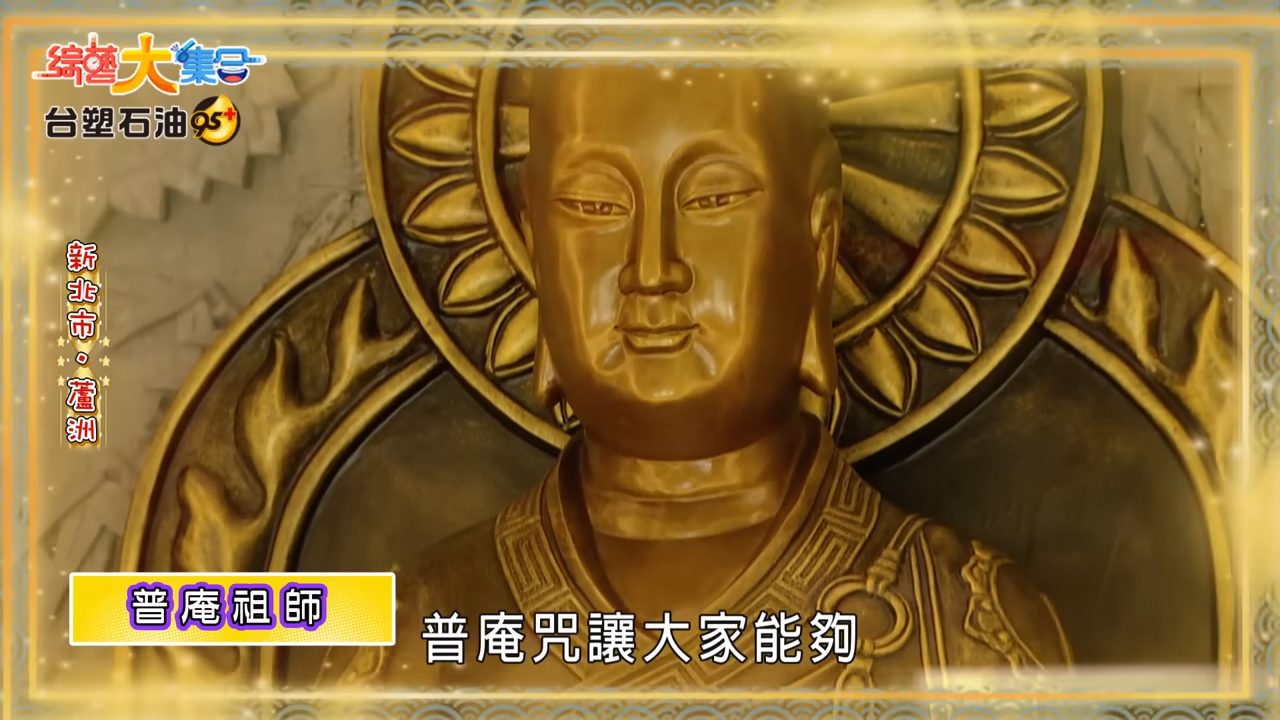 綜藝大集合
台塑石油95+
新北市・蘆洲
普庵祖師
普庵咒讓大家能夠